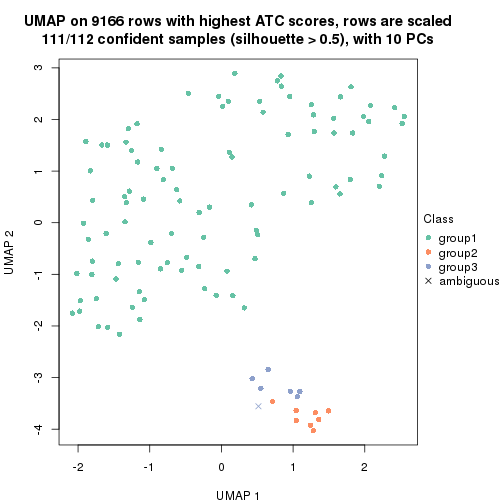 UMAP on 9166 rows with highest ATC scores, rows are scaled
111/112 confident samples (silhouette > 0.5), with 10 PCs
3
2
1
0
-1
-2
-3
-4
UMAP 2
-2 -1 0 1 2
UMAP 1
Class
group1
group2
group3
ambiguous